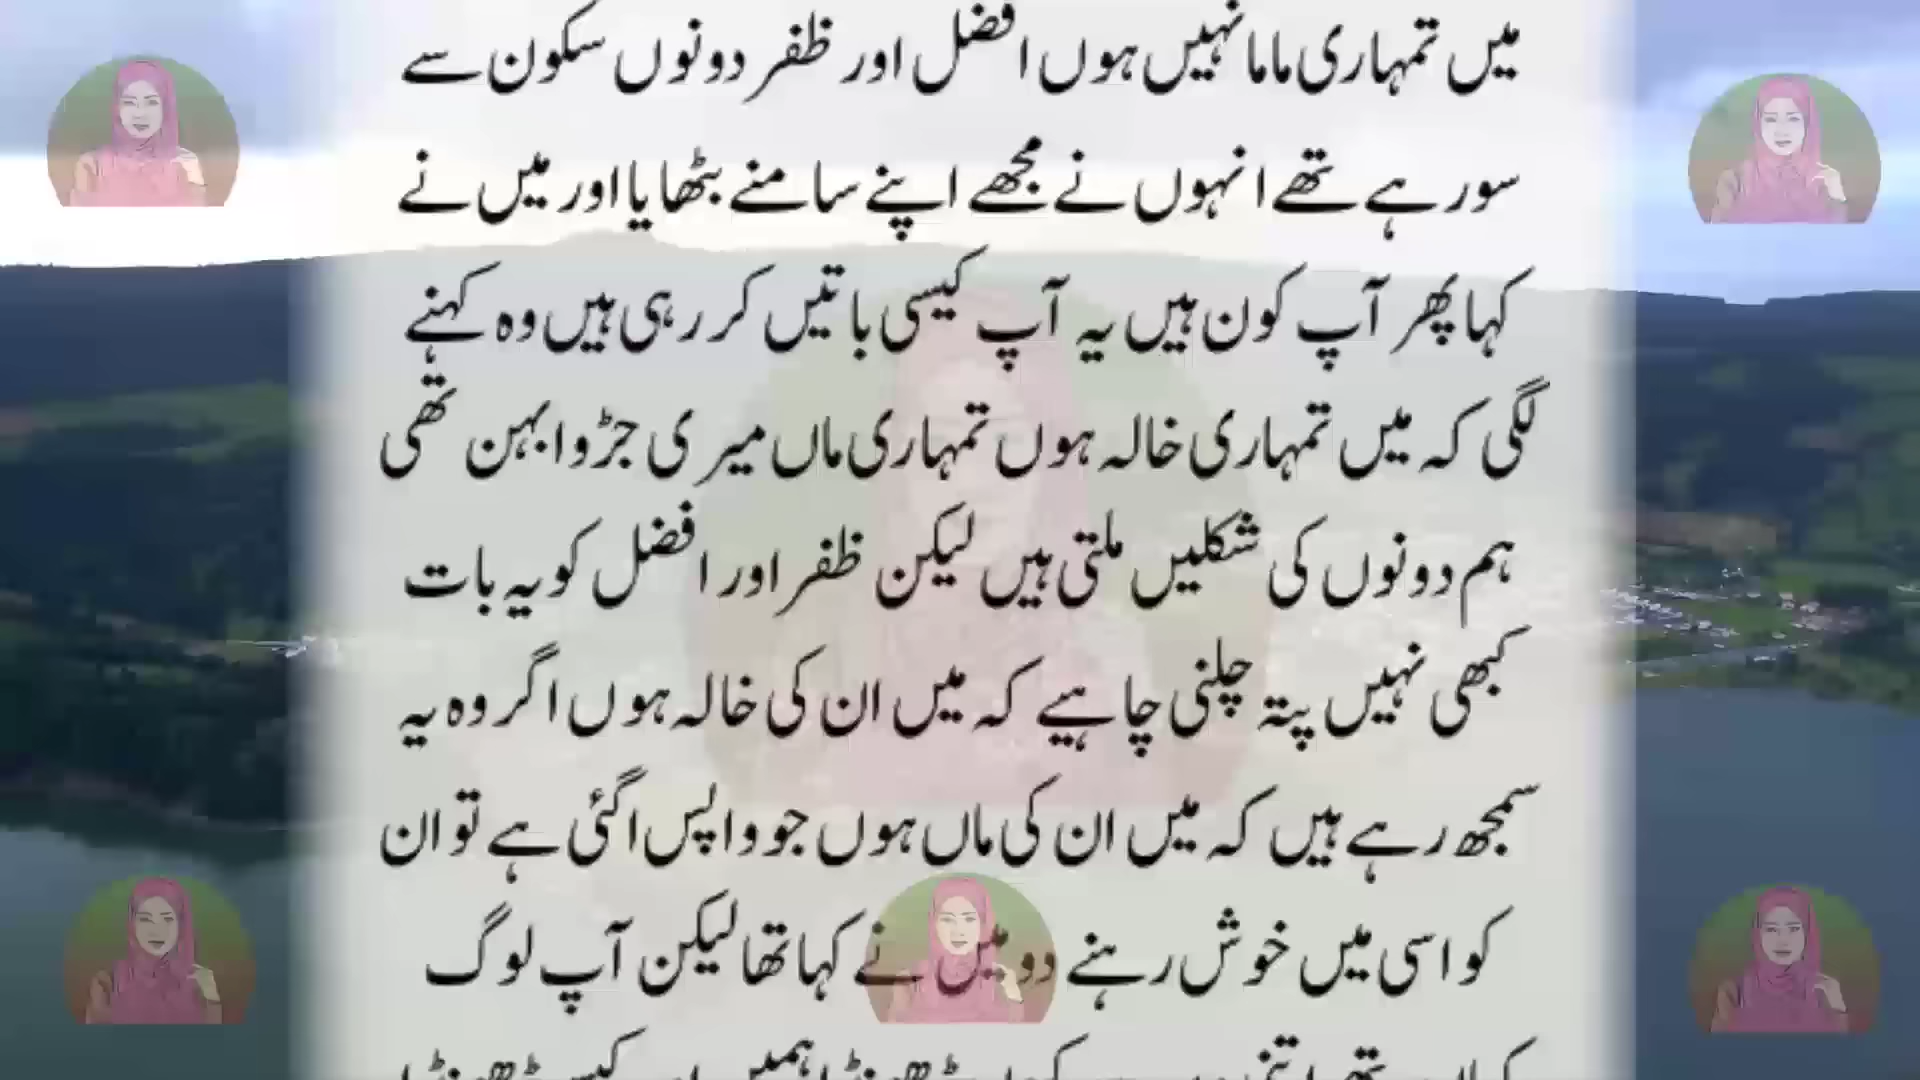 میں تمہاری ماما نہیں ہوں افضل اور ظفر دونوں سکون سے
سو رہے تھے انہوں نے مجھے اپنے سامنے بٹھایا اور میں نے
کہا پھر آپ کون ہیں یہ آپ کیسی باتیں کر رہی ہیں وہ کہنے
لگی کہ میں تمہاری خالہ ہوں تمہاری ماں میری جڑوا بہن تھی
ہم دونوں کی شکلیں ملتی ہیں لیکن ظفر اور افضل کو یہ بات
کبھی نہیں پتہ چلنی چاہیے کہ میں ان کی خالہ ہوں اگر وہ یہ
سمجھ رہے ہیں کہ میں ان کی ماں ہوں جو واپس اگئی ہے تو ان
کو اسی میں خوش رہنے دو میں نے کہا تھا لیکن آپ لوگ